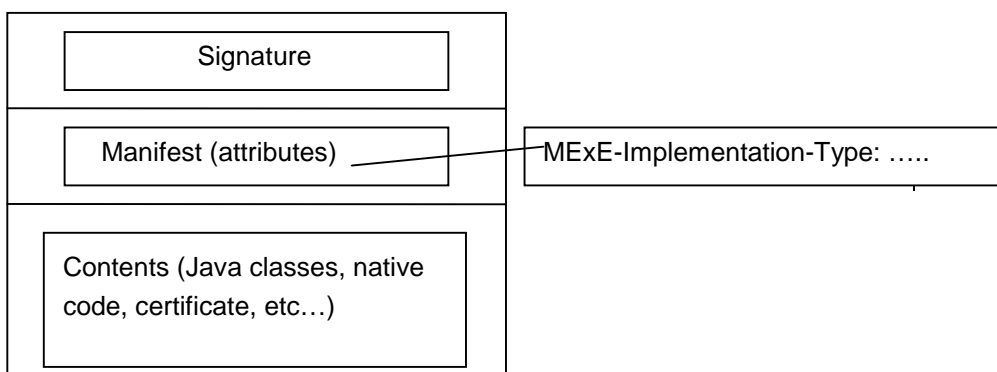 Signature
Manifest (attributes)
MExE-Implementation-Type: …..
Contents (Java classes, native
code, certificate, etc…)